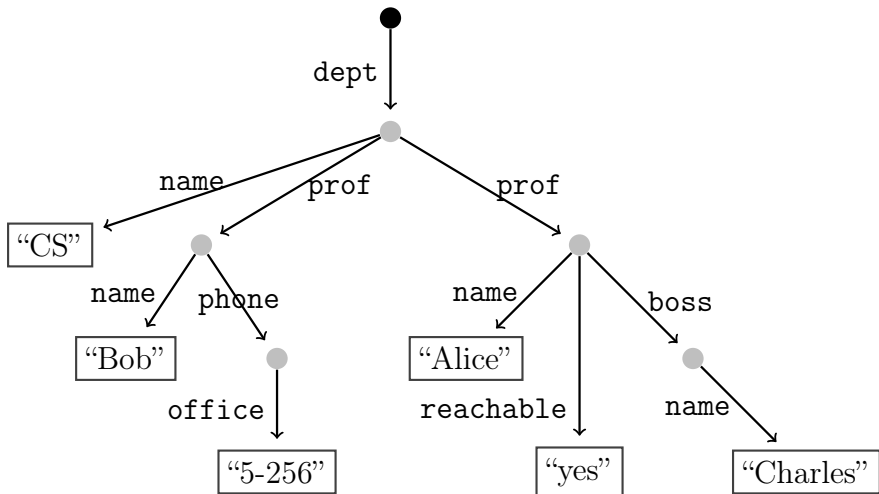 dept
name
prof
prof
“CS”
name
phone
name
boss
“Bob”
“Alice”
office
reachable
name
“5-256”
“yes”
“Charles”